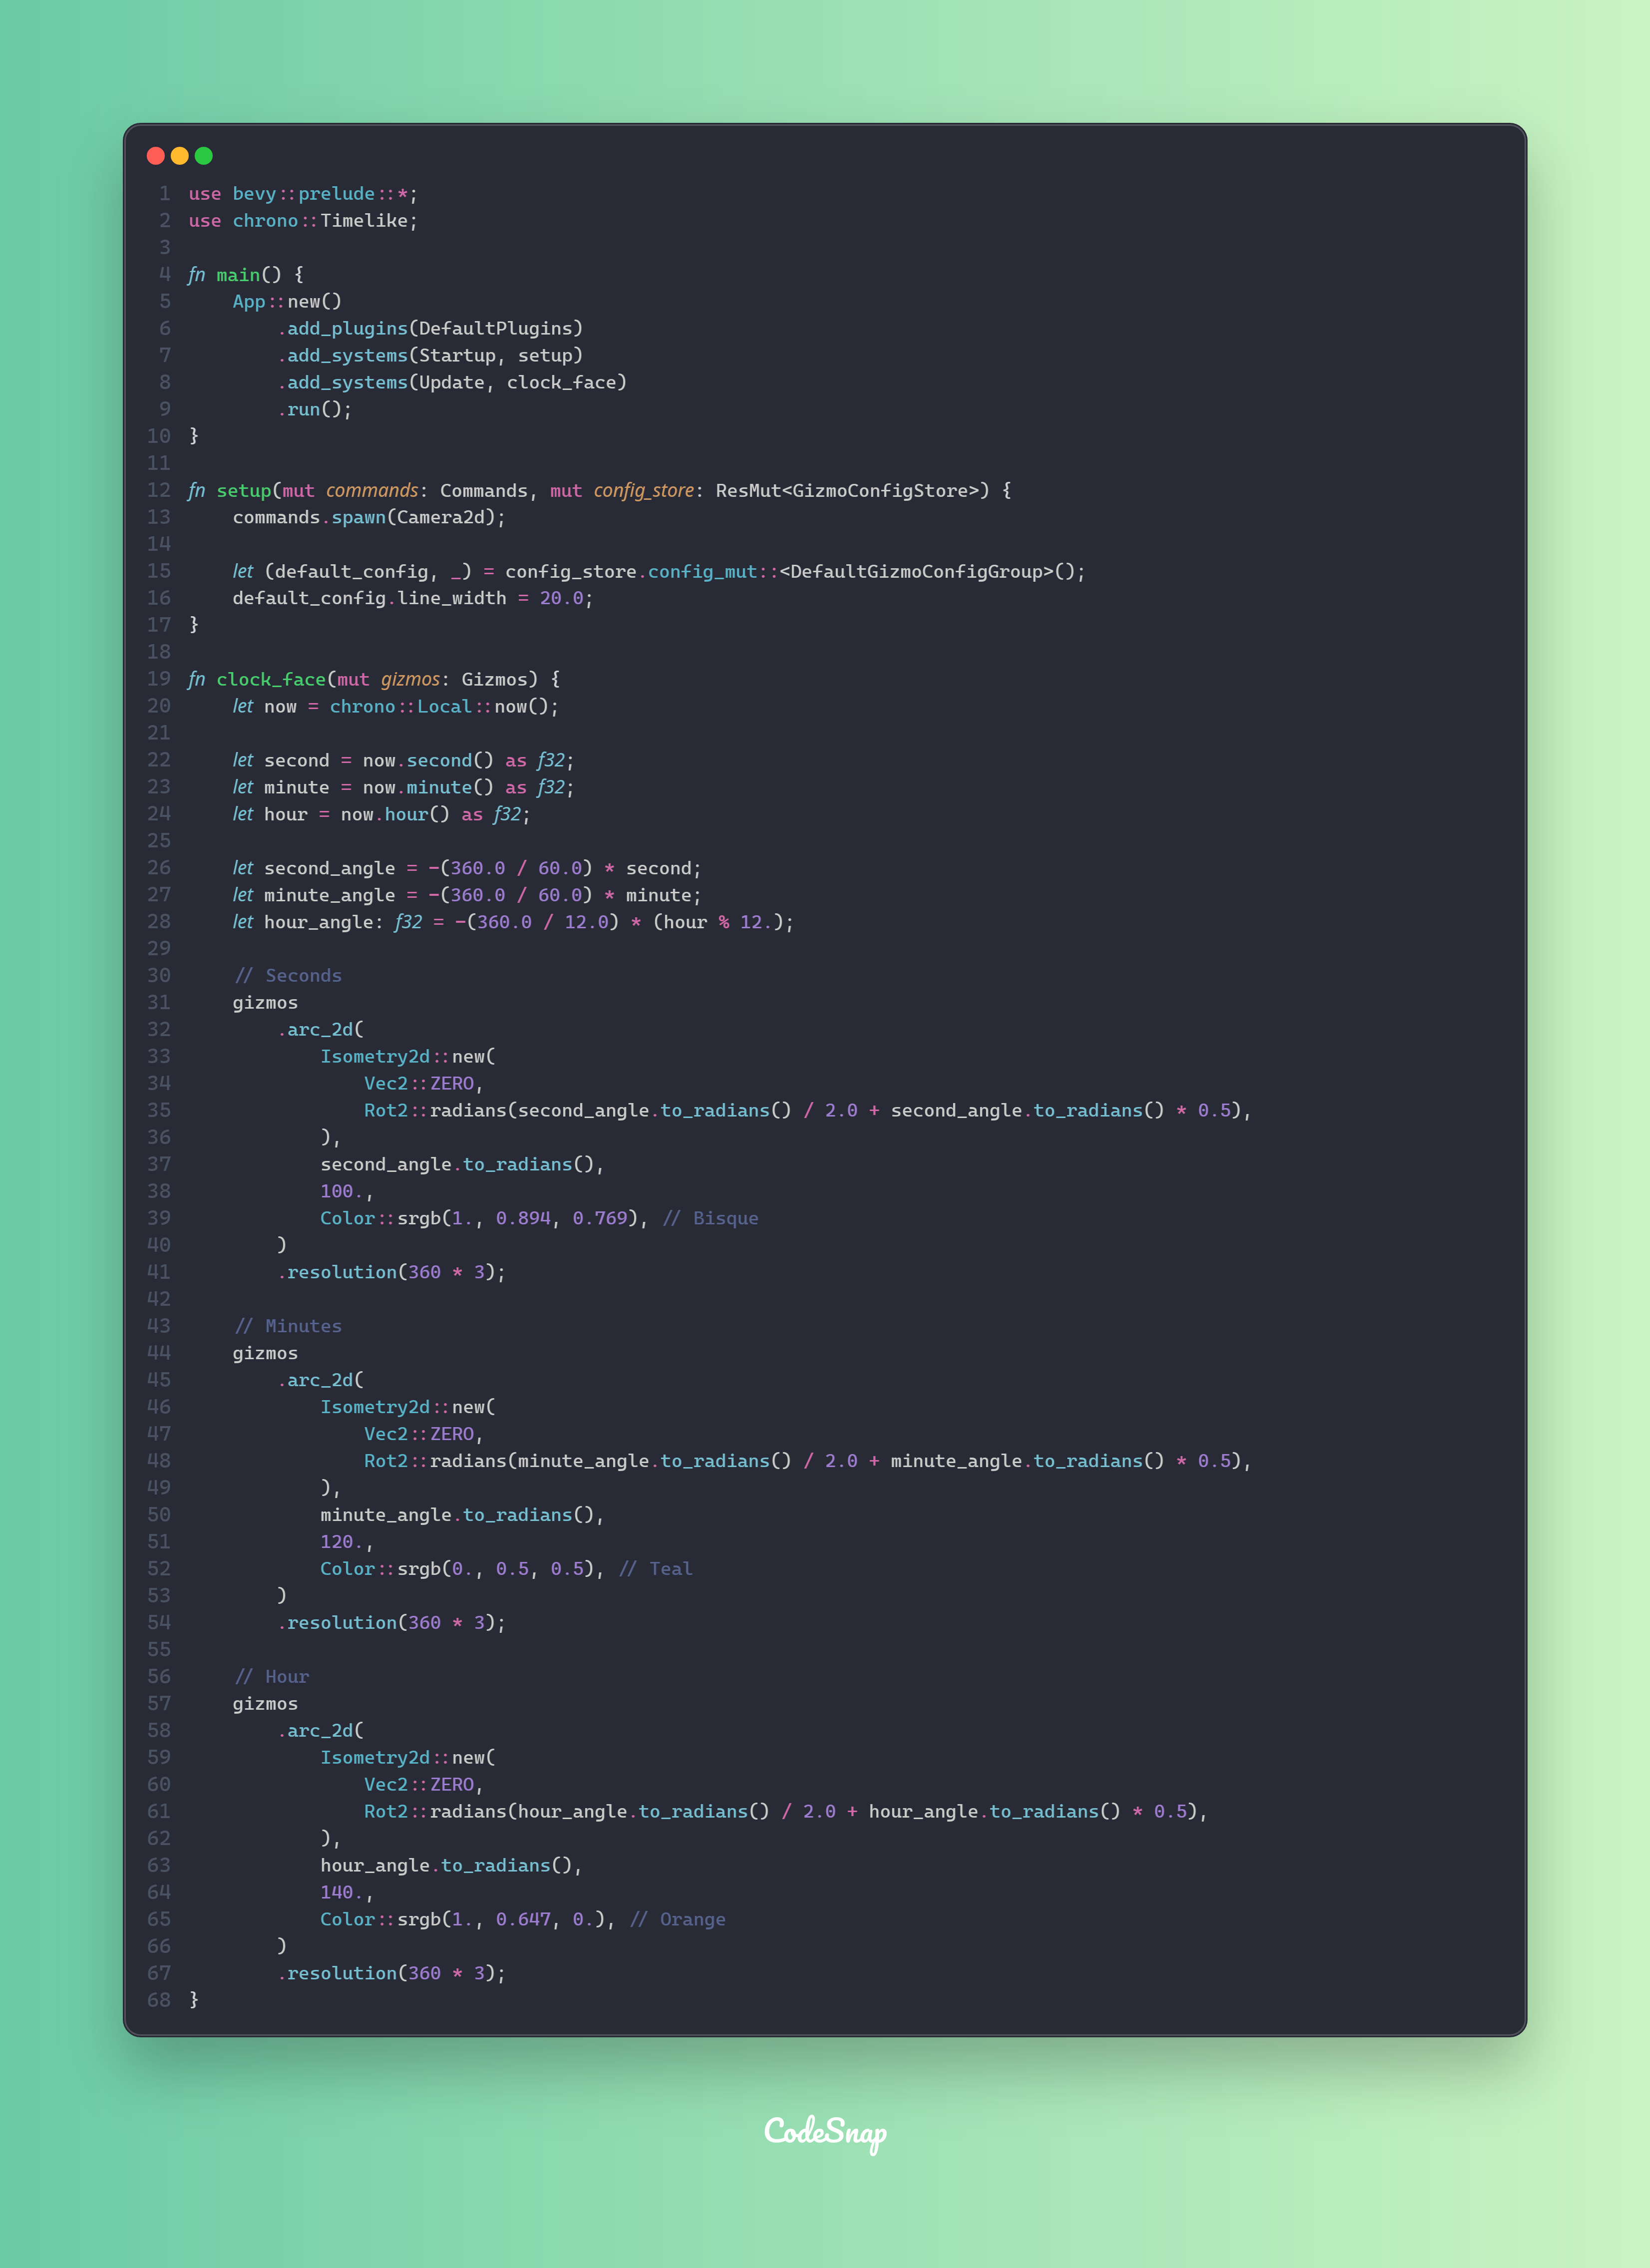 1 use bevy::prelude::*;
2 use chrono::Timelike;
3
4 fn main() {
5     App::new()
6         .add_plugins(DefaultPlugins)
7         .add_systems(Startup, setup)
8         .add_systems(Update, clock_face)
9         .run();
10 }
11
12 fn setup(mut commands: Commands, mut config_store: ResMut<GizmoConfigStore>) {
13     commands.spawn(Camera2d);
14
15     let (default_config, _) = config_store.config_mut::<DefaultGizmoConfigGroup>();
16     default_config.line_width = 20.0;
17 }
18
19 fn clock_face(mut gizmos: Gizmos) {
20     let now = chrono::Local::now();
21
22     let second = now.second() as f32;
23     let minute = now.minute() as f32;
24     let hour = now.hour() as f32;
25
26     let second_angle = -(360.0 / 60.0) * second;
27     let minute_angle = -(360.0 / 60.0) * minute;
28     let hour_angle: f32 = -(360.0 / 12.0) * (hour % 12.);
29
30     // Seconds
31     gizmos
32         .arc_2d(
33             Isometry2d::new(
34                 Vec2::ZERO,
35                 Rot2::radians(second_angle.to_radians() / 2.0 + second_angle.to_radians() * 0.5),
36             ),
37             second_angle.to_radians(),
38             100.,
39             Color::srgb(1., 0.894, 0.769), // Bisque
40         )
41         .resolution(360 * 3);
42
43     // Minutes
44     gizmos
45         .arc_2d(
46             Isometry2d::new(
47                 Vec2::ZERO,
48                 Rot2::radians(minute_angle.to_radians() / 2.0 + minute_angle.to_radians() * 0.5),
49             ),
50             minute_angle.to_radians(),
51             120.,
52             Color::srgb(0., 0.5, 0.5), // Teal
53         )
54         .resolution(360 * 3);
55
56     // Hour
57     gizmos
58         .arc_2d(
59             Isometry2d::new(
60                 Vec2::ZERO,
61                 Rot2::radians(hour_angle.to_radians() / 2.0 + hour_angle.to_radians() * 0.5),
62             ),
63             hour_angle.to_radians(),
64             140.,
65             Color::srgb(1., 0.647, 0.), // Orange
66         )
67         .resolution(360 * 3);
68 }
CodeSnap